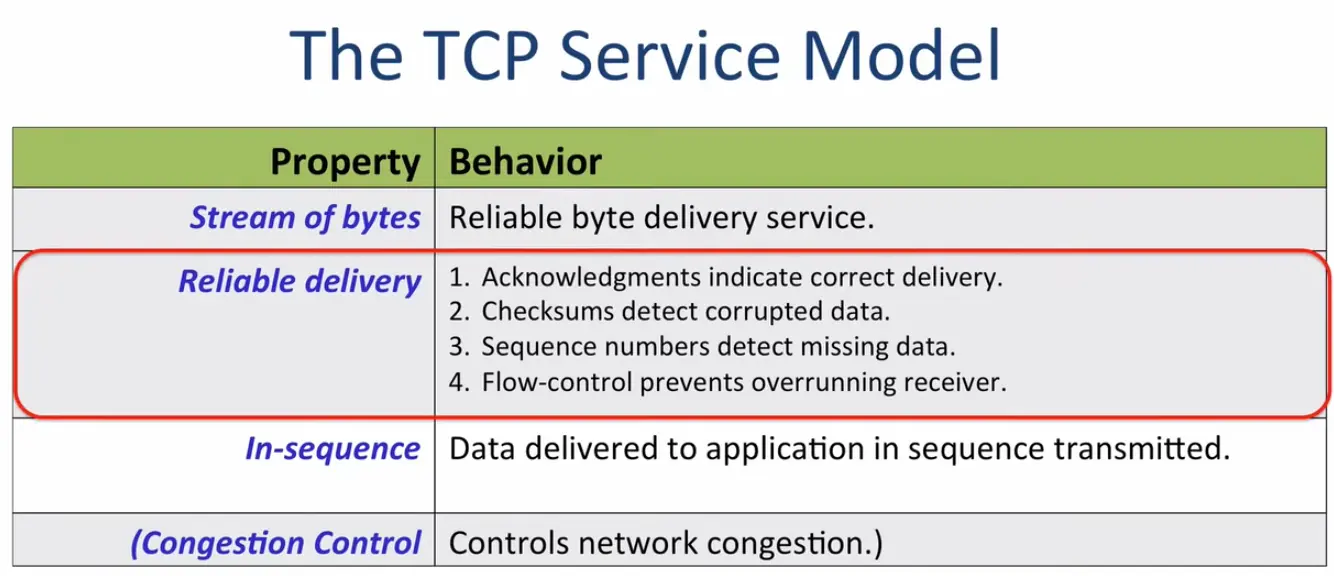 The TCP Service Model
Property Behavior
Stream of bytes Reliable byte delivery service.
Reliable delivery 1. Acknowledgments indicate correct delivery.
2. Checksums detect corrupted data.
3. Sequence numbers detect missing data.
4. Flow-control prevents overrunning receiver.
In-sequence Data delivered to application in sequence transmitted.
(Congestion Control Controls network congestion.)